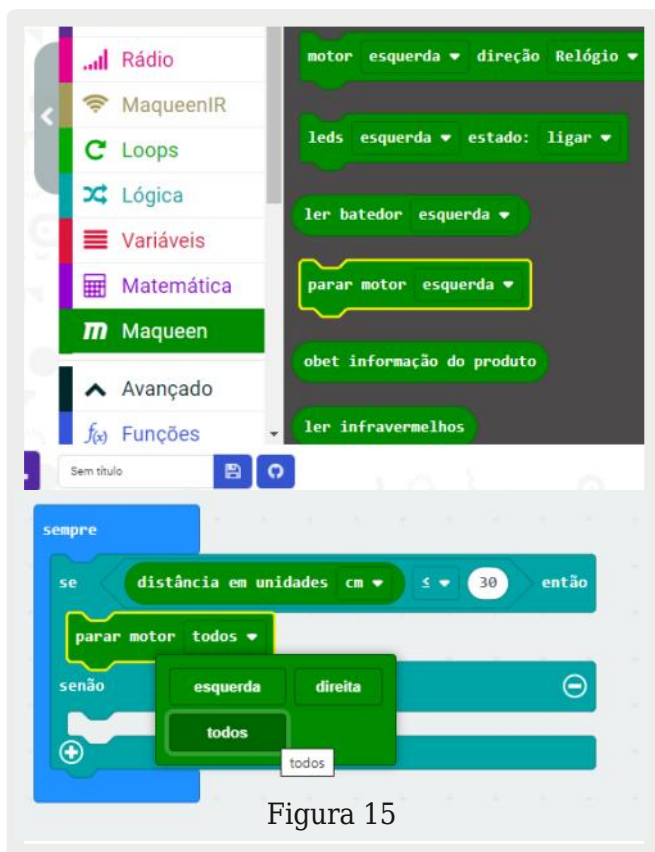 Rádio
MaqueenIR
Loops
Lógica
Variáveis
Matemática
m Maqueen
Avançado
f(x) Funções
motor esquerda direção Relógio
leds esquerda estado: ligar
ler batedor esquerda
parar motor esquerda
obet informação do produto
ler infravermelhos
Sem título
sempre
se distância em unidades cm ≤ 30 então
parar motor todos
senão
esquerda direita
todos
todos
Figura 15